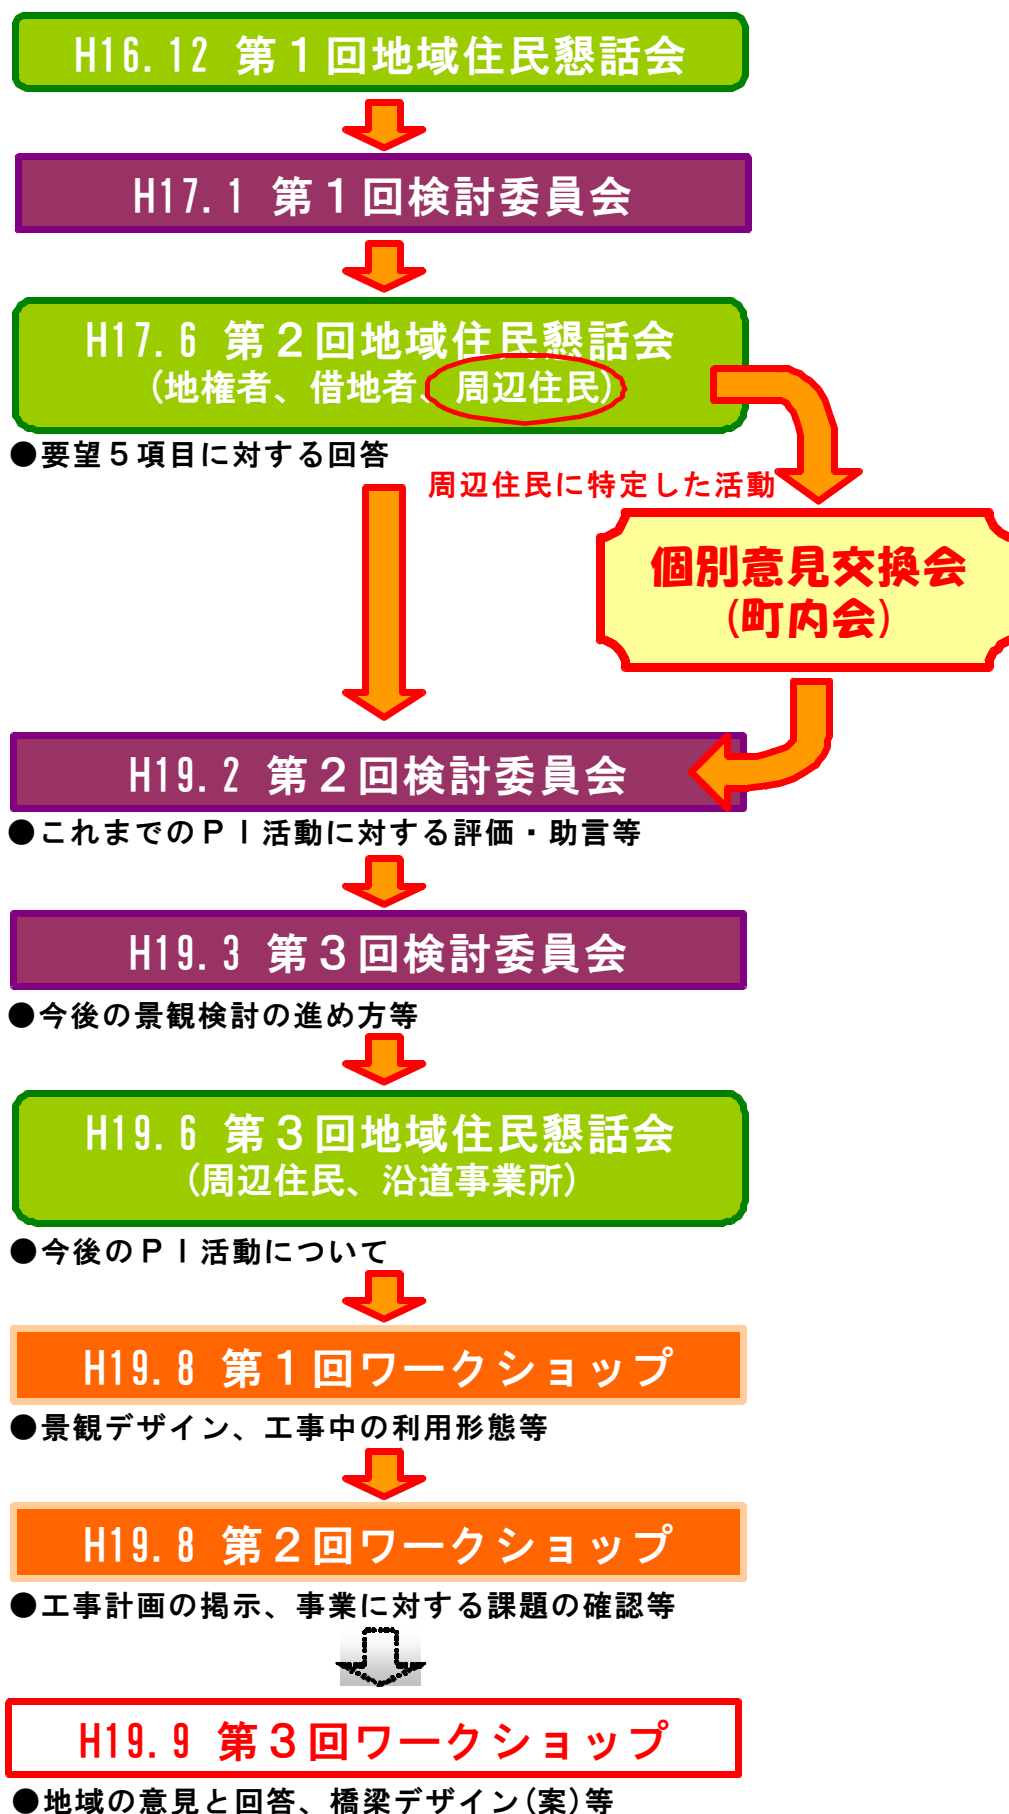 H16.12 第１回地域住民懇話会
H17.1 第１回検討委員会
H17.6 第２回地域住民懇話会
(地権者、借地者、周辺住民)
●要望５項目に対する回答
周辺住民に特定した活動
個別意見交換会
(町内会)
H19.2 第２回検討委員会
●これまでのＰＩ活動に対する評価・助言等
H19.3 第３回検討委員会
●今後の景観検討の進め方等
H19.6 第３回地域住民懇話会
(周辺住民、沿道事業所)
●今後のＰＩ活動について
H19.8 第１回ワークショップ
●景観デザイン、工事中の利用形態等
H19.8 第２回ワークショップ
●工事計画の掲示、事業に対する課題の確認等
H19.9 第３回ワークショップ
●地域の意見と回答、橋梁デザイン(案)等